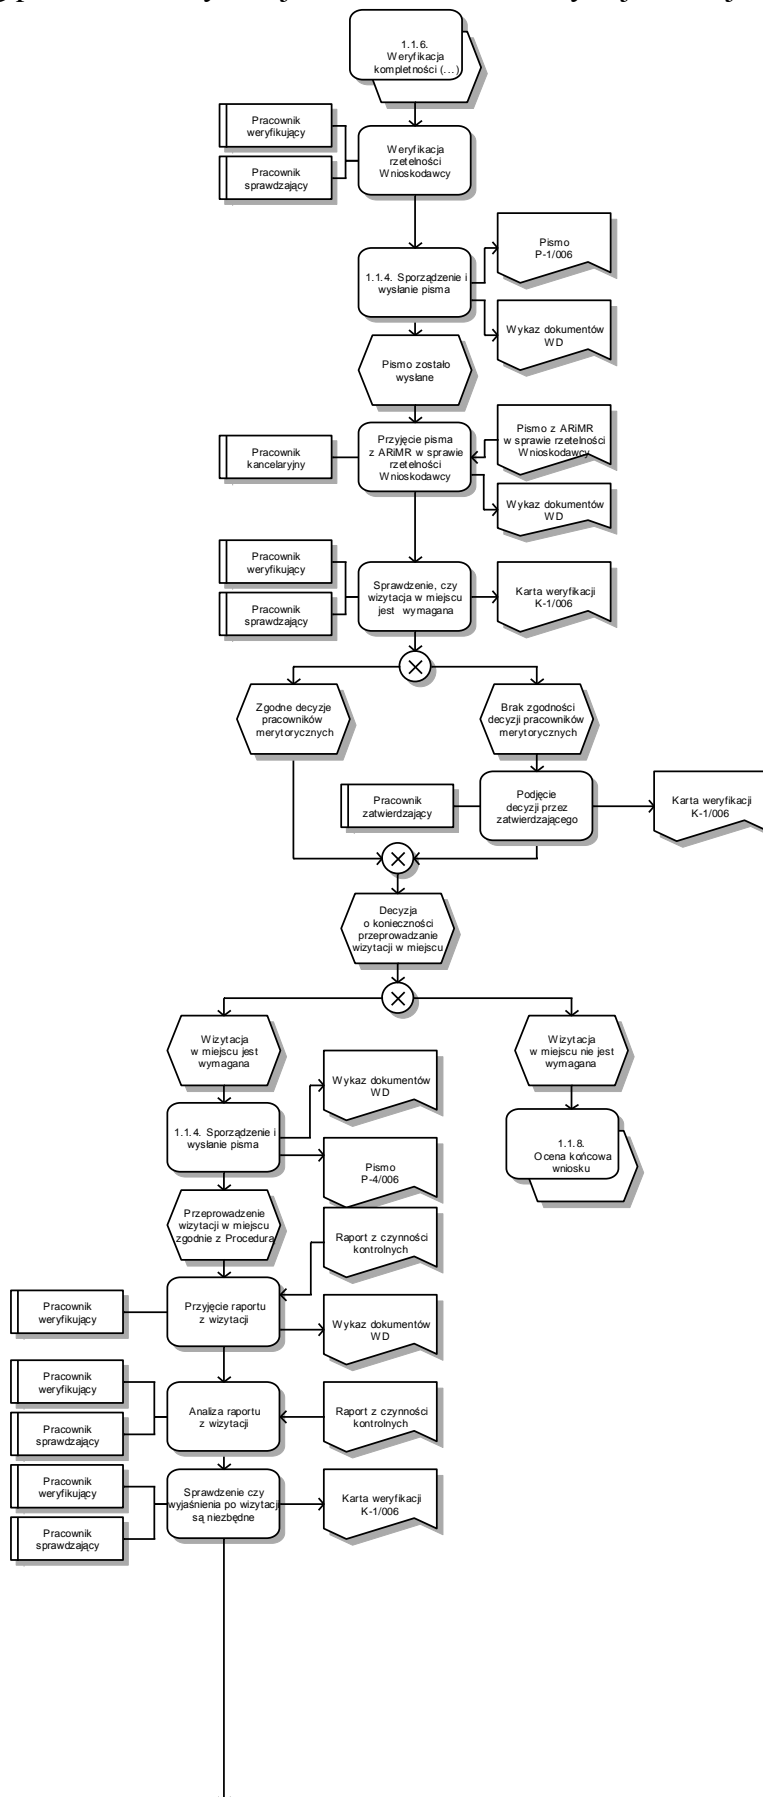 1.1.6.
Weryfikacja
kompletności (...)
Pracownik
weryfikujący
Pracownik
sprawdzający
Weryfikacja
rzetelności
Wnioskodawcy
1.1.4. Sporządzenie i
wysłanie pisma
Pismo
P-1/006
Wykaz dokumentów
WD
Pismo zostało
wysłane
Pracownik
kancelaryjny
Przyjęcie pisma
z ARiMR w sprawie
rzetelności
Wnioskodawcy
Pismo z ARiMR
w sprawie rzetelności
Wnioskodawcy
Wykaz dokumentów
WD
Pracownik
weryfikujący
Pracownik
sprawdzający
Sprawdzenie, czy
wizytacja w miejscu
jest wymagana
Karta weryfikacji
K-1/006
Zgodne decyzje
pracowników
merytorycznych
Brak zgodności
decyzji pracowników
merytorycznych
Pracownik
zatwierdzający
Podjęcie
decyzji przez
zatwierdzającego
Karta weryfikacji
K-1/006
Decyzja
o konieczności
przeprowadzanie
wizytacji w miejscu
Wizytacja
w miejscu jest
wymagana
Wizytacja
w miejscu nie jest
wymagana
1.1.4. Sporządzenie i
wysłanie pisma
Wykaz dokumentów
WD
Pismo
P-4/006
1.1.8.
Ocena końcowa
wniosku
Przeprowadzenie
wizytacji w miejscu
zgodnie z Procedurą
Raport z czynności
kontrolnych
Pracownik
weryfikujący
Przyjęcie raportu
z wizytacji
Wykaz dokumentów
WD
Pracownik
weryfikujący
Pracownik
sprawdzający
Analiza raportu
z wizytacji
Raport z czynności
kontrolnych
Pracownik
weryfikujący
Pracownik
sprawdzający
Sprawdzenie czy
wyjaśnienia po wizytacji
są niezbędne
Karta weryfikacji
K-1/006